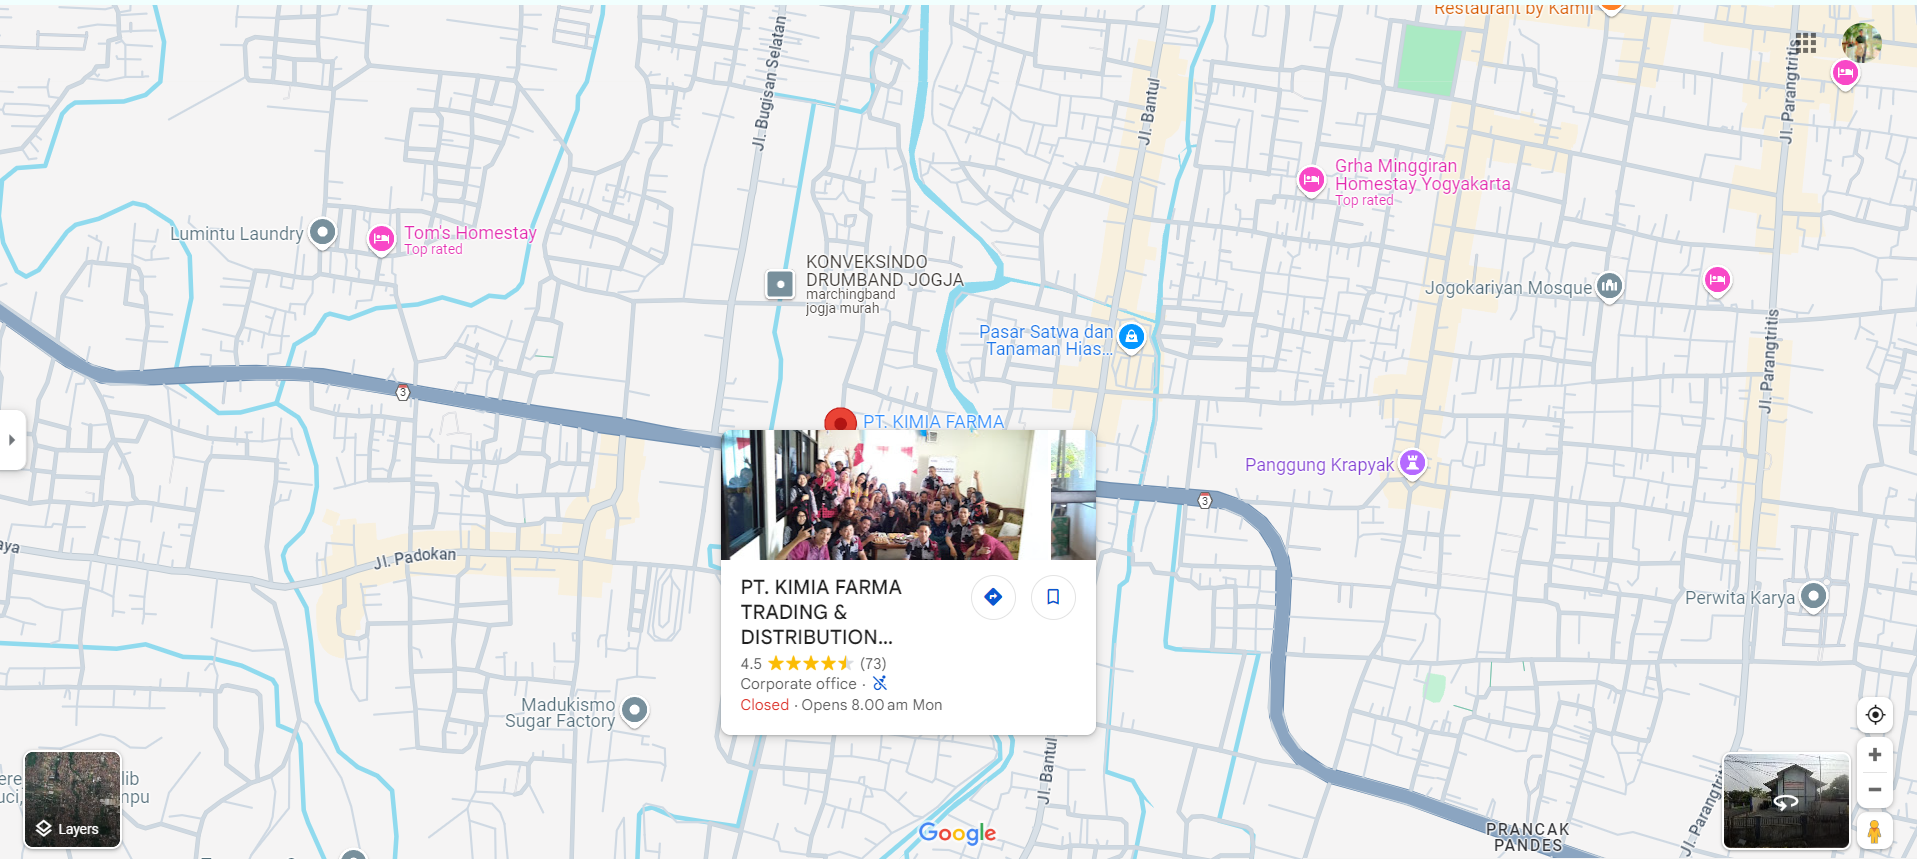 Restaurant by Kamil
Jl. Bugisan Selatan
Jl. Bantul
Jl. Parangtritis
Grha Minggiran
Homestay Yogyakarta
Top rated
Lumintu Laundry
Tom's Homestay
Top rated
KONVEKSINDO
DRUMBAND JOGJA
marchingband
jogja murah
Jogokariyan Mosque
Pasar Satwa dan
Tanaman Hias...
Jl. Parangtritis
3
PT. KIMIA FARMA
Panggung Krapyak
3
aya
Jl. Padokan
PT. KIMIA FARMA
TRADING &
DISTRIBUTION...
4.5 (73)
Corporate office ·
Closed · Opens 8.00 am Mon
Perwita Karya
Madukismo
Sugar Factory
Jl. Bantul
Jl. Parangtriti
ere
lib
uci,
mpu
Layers
Google
PRANCAK
PANDES